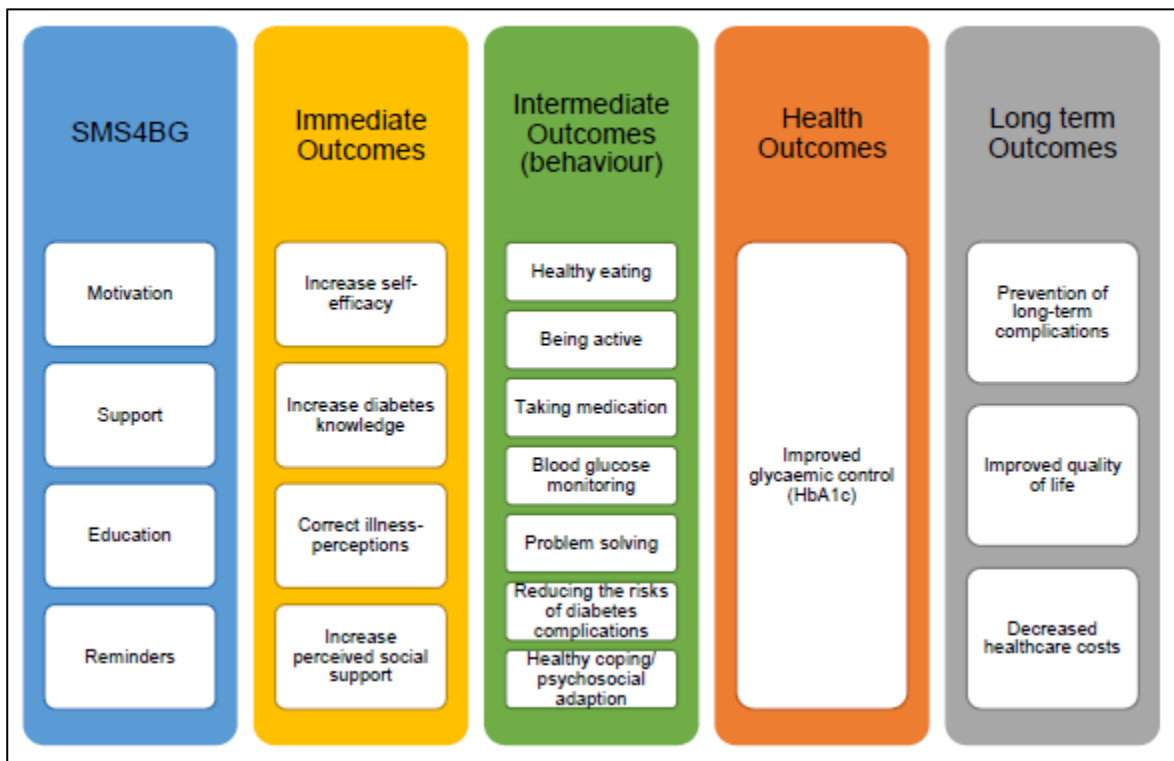 SMS4BG
Motivation
Support
Education
Reminders
Immediate
Outcomes
Increase self-
efficacy
Increase diabetes
knowledge
Correct illness-
perceptions
Increase
perceived social
support
Intermediate
Outcomes
(behaviour)
Healthy eating
Being active
Taking medication
Blood glucose
monitoring
Problem solving
Reducing the risks
of diabetes
complications
Healthy coping/
psychosocial
adaption
Health
Outcomes
Improved
glycaemic control
(HbA1c)
Long term
Outcomes
Prevention of
long-term
complications
Improved quality
of life
Decreased
healthcare costs